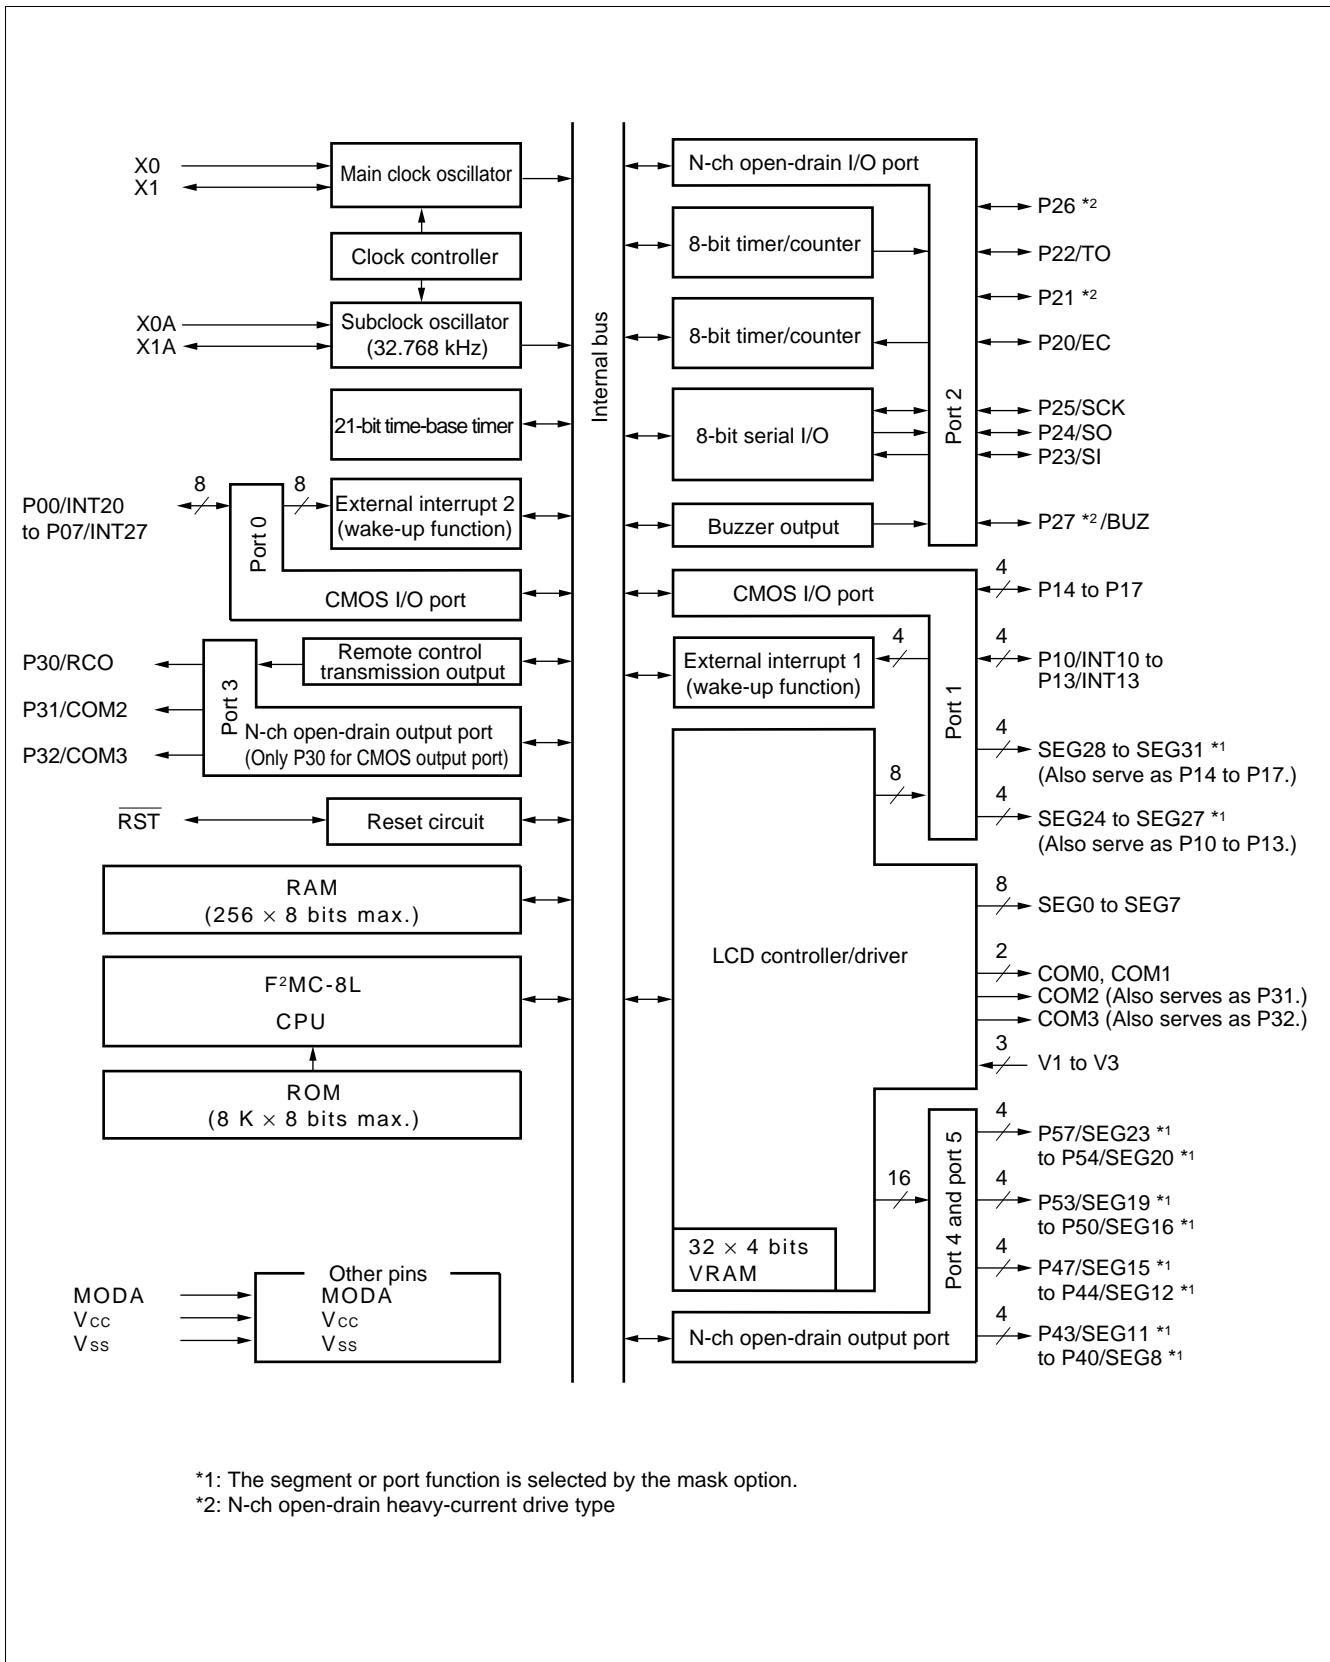 X0
X1
Main clock oscillator
Clock controller
X0A
X1A
Subclock oscillator
(32.768 kHz)
21-bit time-base timer
P00/INT20
to P07/INT27
8
8
Port 0
External interrupt 2
(wake-up function)
CMOS I/O port
P30/RCO
P31/COM2
P32/COM3
Port 3
Remote control
transmission output
N-ch open-drain output port
(Only P30 for CMOS output port)
RST
Reset circuit
RAM
(256 × 8 bits max.)
F²MC-8L
CPU
ROM
(8 K × 8 bits max.)
Other pins
MODA
VCC
VSS
MODA
VCC
VSS
Internal bus
N-ch open-drain I/O port
8-bit timer/counter
8-bit timer/counter
8-bit serial I/O
Buzzer output
Port 2
P26 *2
P22/TO
P21 *2
P20/EC
P25/SCK
P24/SO
P23/SI
P27 *2 /BUZ
CMOS I/O port
External interrupt 1
(wake-up function)
4
Port 1
4
P14 to P17
4
P10/INT10 to
P13/INT13
4
SEG28 to SEG31 *1
(Also serve as P14 to P17.)
8
4
SEG24 to SEG27 *1
(Also serve as P10 to P13.)
LCD controller/driver
8
SEG0 to SEG7
2
COM0, COM1
COM2 (Also serves as P31.)
COM3 (Also serves as P32.)
3
V1 to V3
16
32 × 4 bits
VRAM
Port 4 and port 5
4
P57/SEG23 *1
to P54/SEG20 *1
4
P53/SEG19 *1
to P50/SEG16 *1
4
P47/SEG15 *1
to P44/SEG12 *1
N-ch open-drain output port
4
P43/SEG11 *1
to P40/SEG8 *1
*1: The segment or port function is selected by the mask option.
*2: N-ch open-drain heavy-current drive type